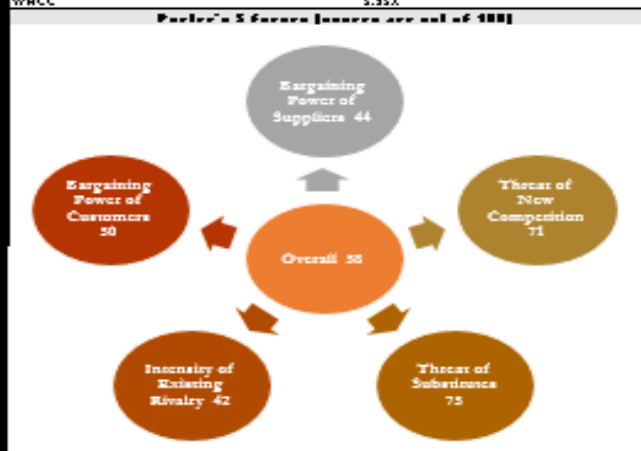 WACC
Porter's 5 forces [scores are out of 100]
Bargaining
Power of
Suppliers 44
Bargaining
Power of
Customers
50
Threat of
New
Competition
71
Overall
Intensity of
Existing
Rivalry 42
Threat of
Substitutes
75